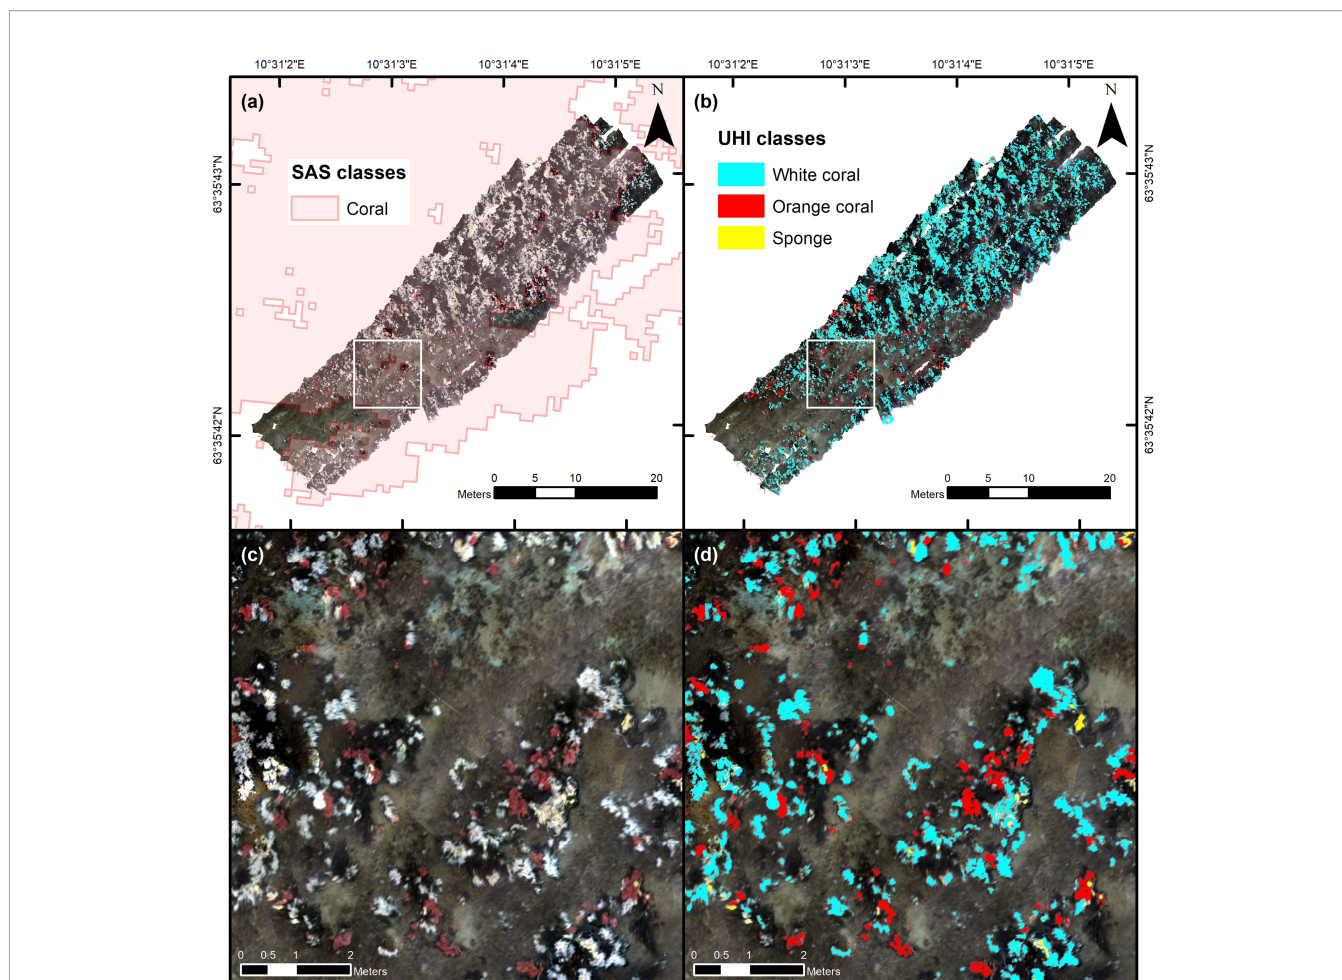 10°31'2"E 10°31'3"E 10°31'4"E 10°31'5"E 10°31'2"E 10°31'3"E 10°31'4"E 10°31'5"E
(a) N (b) N
UHI classes
SAS classes White coral
Coral Orange coral
Sponge
63°35'43"N 63°35'43"N
63°35'42"N 63°35'42"N
0 5 10 20 0 5 10 20
Meters Meters
(c) (d)
0 0.5 1 2 0 0.5 1 2
Meters Meters